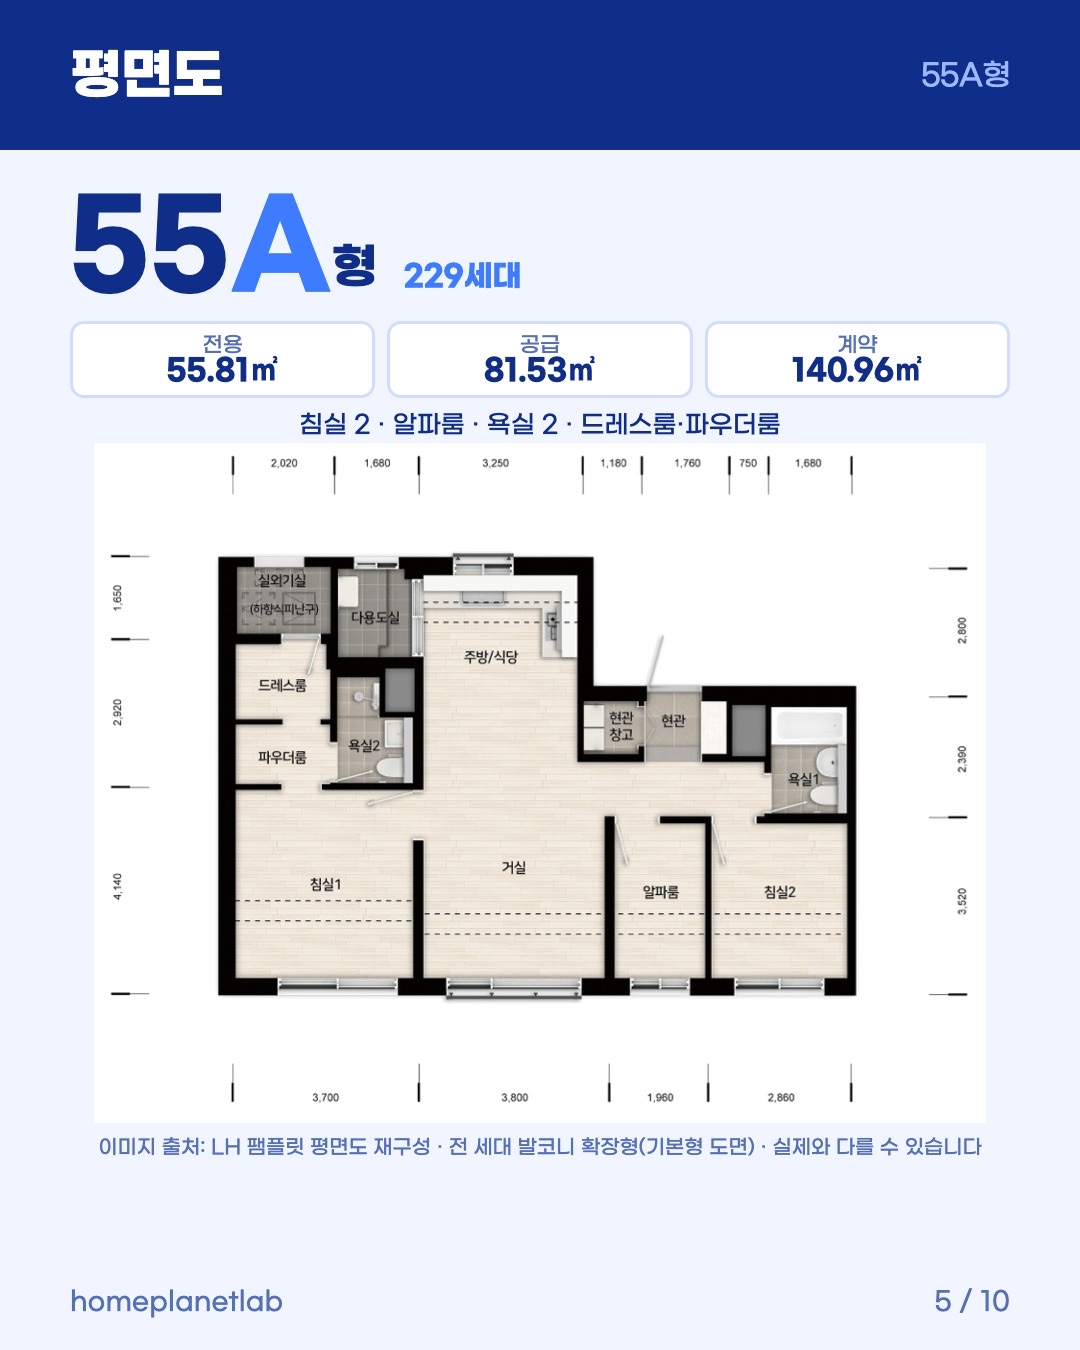 평면도
55A형
55A형 229세대
전용
55.81㎡
공급
81.53㎡
계약
140.96㎡
침실 2 · 알파룸 · 욕실 2 · 드레스룸·파우더룸
2,020 1,680 3,250 1,180 1,760 750 1,680
1,650
2,920
4,140
실외기실
(하향식피난구)
다용도실
주방/식당
드레스룸
파우더룸
욕실2
현관
창고
현관
욕실1
침실1
거실
알파룸
침실2
2,800
2,390
3,520
3,700 3,800 1,960 2,860
이미지 출처: LH 팸플릿 평면도 재구성 · 전 세대 발코니 확장형(기본형 도면) · 실제와 다를 수 있습니다
homeplanetlab
5 / 10